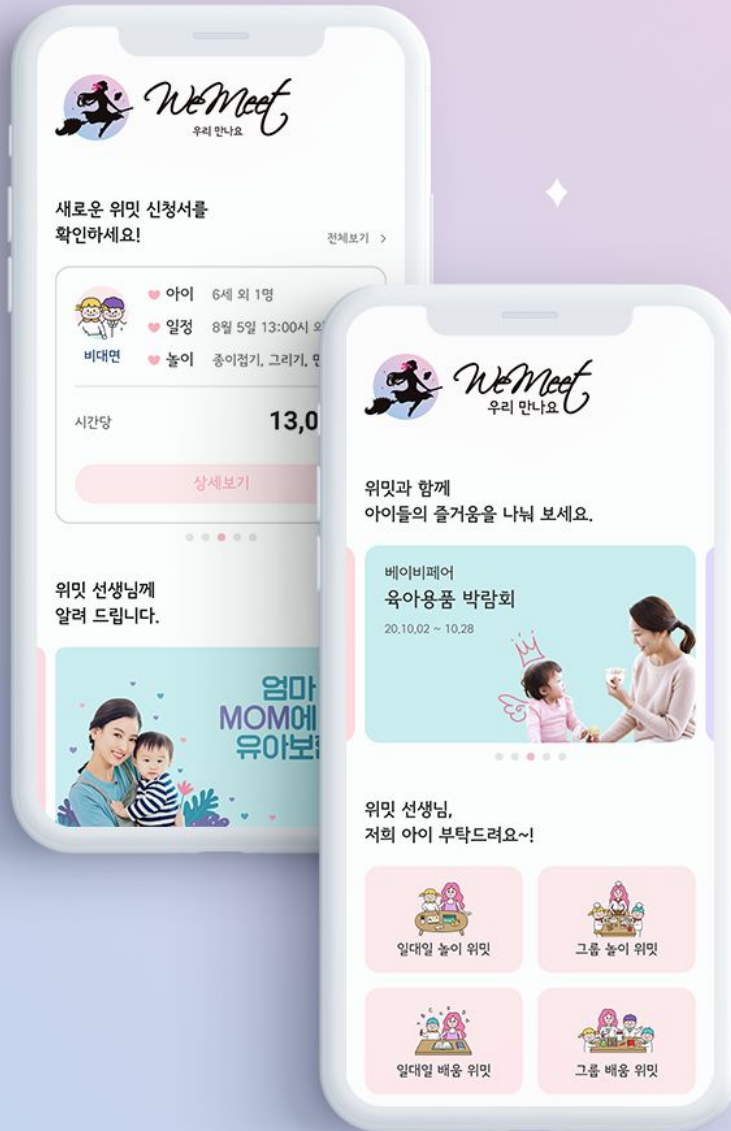 WeMeet
우리 만나요
새로운 위밋 신청서를
확인하세요!
전체보기 >
아이 6세 외 1명
일정 8월 5일 13:00시
놀이 종이접기, 그리기,
비대면
시간당 13,0
상세보기
위밋 선생님께
알려 드립니다.
엄마
MOM에
유아보
WeMeet
우리 만나요
위밋과 함께
아이들의 즐거움을 나눠 보세요.
베이비페어
육아용품 박람회
20.10.02 ~ 10.28
위밋 선생님,
저희 아이 부탁드려요~!
일대일 놀이 위밋
그룹 놀이 위밋
일대일 배움 위밋
그룹 배움 위밋